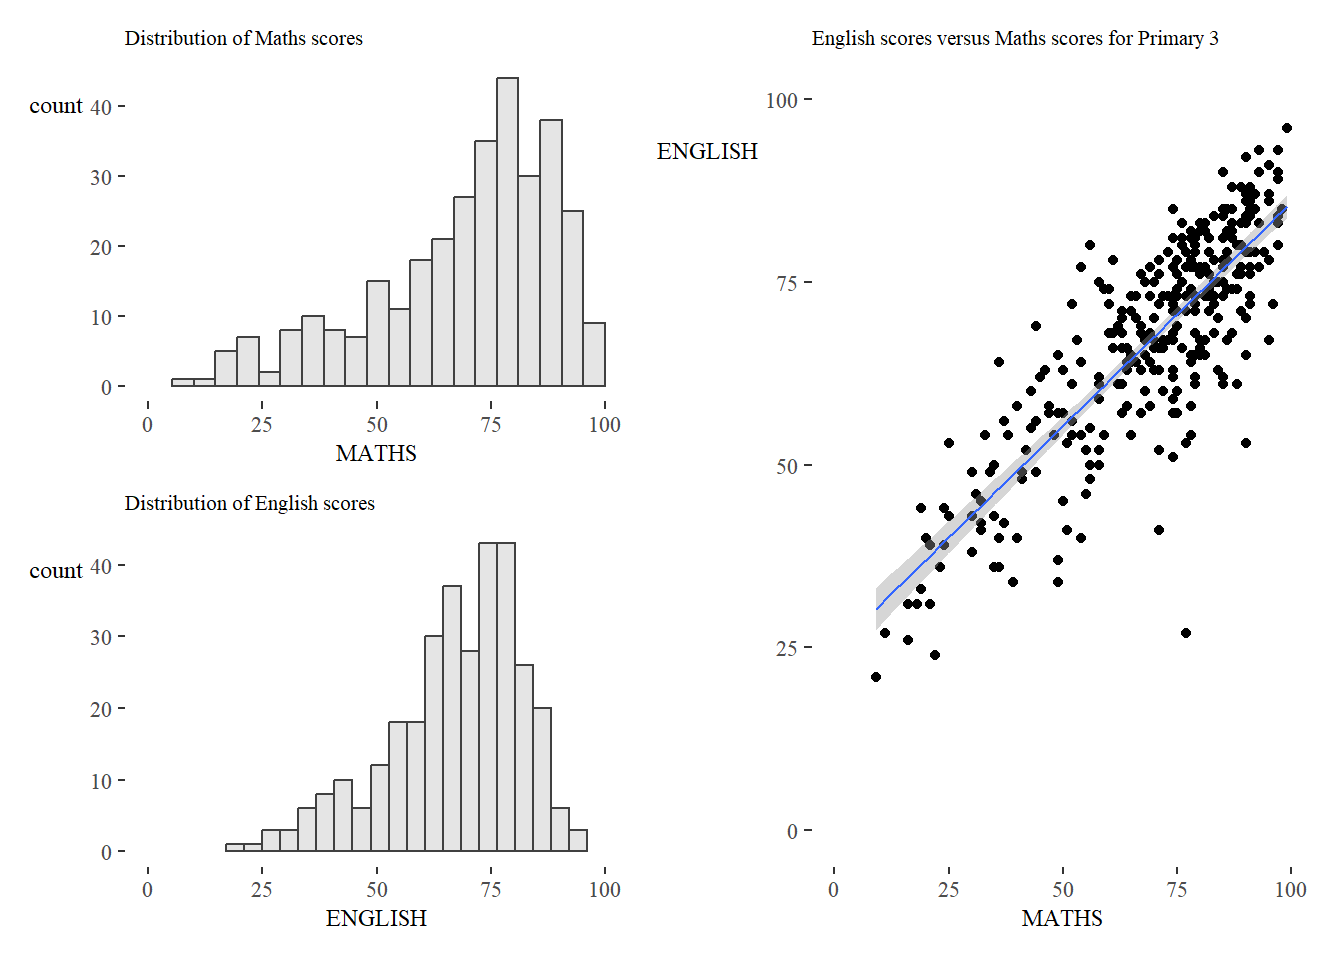 Distribution of Maths scores
count
40
30
20
10
0
0 25 50 75 100
MATHS
Distribution of English scores
count
40
30
20
10
0
0 25 50 75 100
ENGLISH
English scores versus Maths scores for Primary 3
ENGLISH
100
75
50
25
0
0 25 50 75 100
MATHS